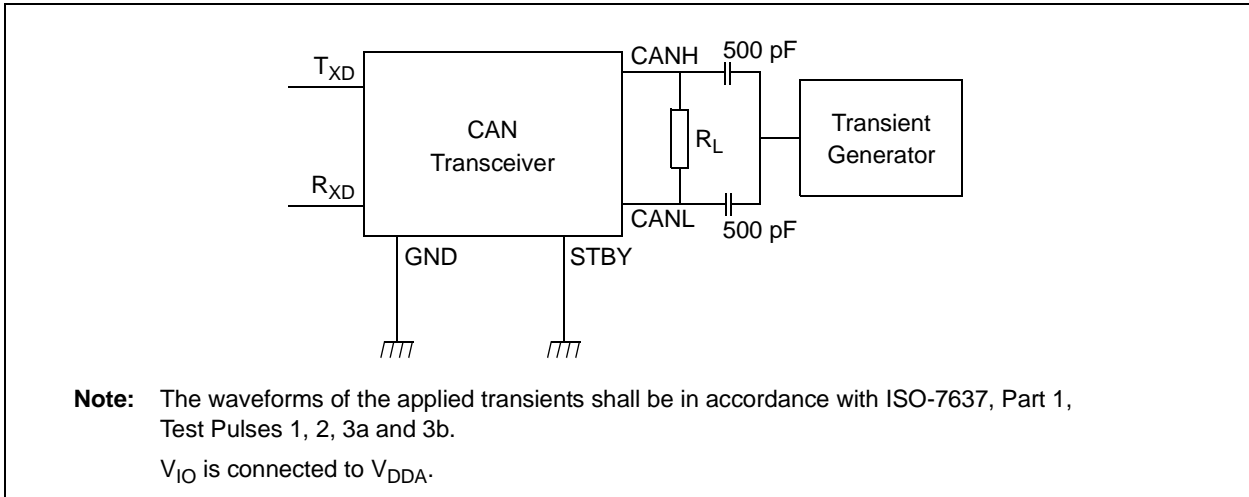 CANH
500 pF
TXD
CAN
Transceiver
RL
Transient
Generator
RXD
CANL
500 pF
GND
STBY
Note: The waveforms of the applied transients shall be in accordance with ISO-7637, Part 1,
Test Pulses 1, 2, 3a and 3b.
VIO is connected to VDDA.